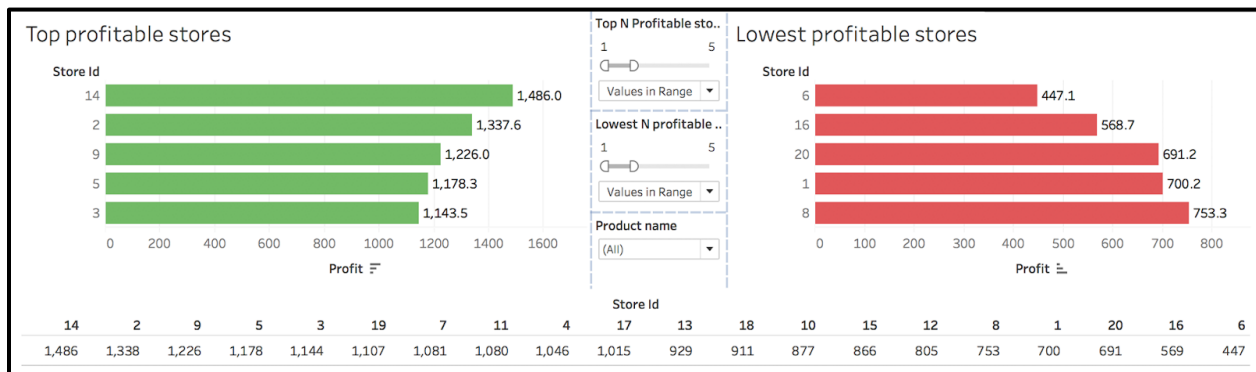 Top profitable stores
Store Id
14 1,486.0
2 1,337.6
9 1,226.0
5 1,178.3
3 1,143.5
0 200 400 600 800 1000 1200 1400 1600
Profit
Top N Profitable sto..
1 5
Values in Range
Lowest N profitable ..
1 5
Values in Range
Product name
(All)
Lowest profitable stores
Store Id
6 447.1
16 568.7
20 691.2
1 700.2
8 753.3
0 100 200 300 400 500 600 700 800
Profit
Store Id
14 2 9 5 3 19 7 11 4 17 13 18 10 15 12 8 1 20 16 6
1,486 1,338 1,226 1,178 1,144 1,107 1,081 1,080 1,046 1,015 929 911 877 866 805 753 700 691 569 447